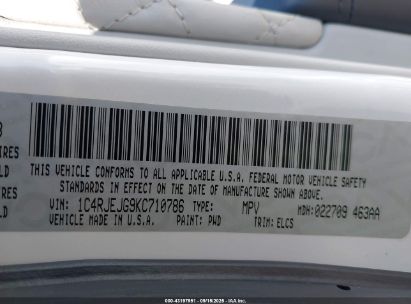 THIS VEHICLE CONFORMS TO ALL APPLICABLE U.S.A. FEDERAL MOTOR VEHICLE SAFETY
STANDARDS IN EFFECT ON THE DATE OF MANUFACTURE SHOWN ABOVE.
VIN: 1C4RJEJG9KC710786 TYPE: MPV MDH: 022709 463AA
VEHICLE MADE IN U.S.A. PAINT: PWD TRIM: ELCS